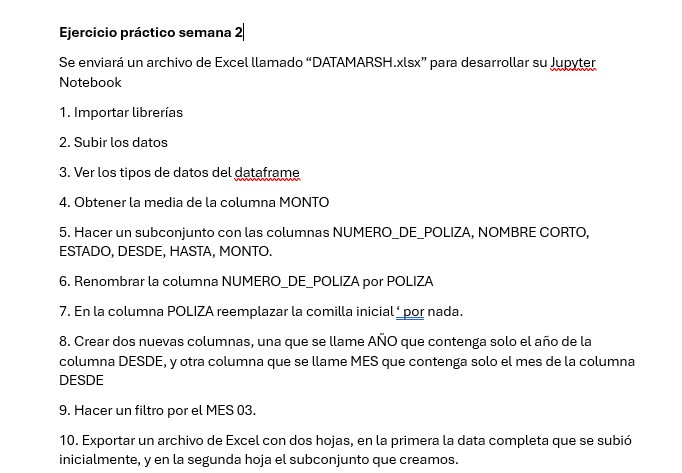 Ejercicio práctico semana 2
Se enviará un archivo de Excel llamado “DATAMARSH.xlsx” para desarrollar su Jupyter
Notebook
1. Importar librerías
2. Subir los datos
3. Ver los tipos de datos del dataframe
4. Obtener la media de la columna MONTO
5. Hacer un subconjunto con las columnas NUMERO_DE_POLIZA, NOMBRE CORTO,
ESTADO, DESDE, HASTA, MONTO.
6. Renombrar la columna NUMERO_DE_POLIZA por POLIZA
7. En la columna POLIZA reemplazar la comilla inicial ‘ por nada.
8. Crear dos nuevas columnas, una que se llame AÑO que contenga solo el año de la
columna DESDE, y otra columna que se llame MES que contenga solo el mes de la columna
DESDE
9. Hacer un filtro por el MES 03.
10. Exportar un archivo de Excel con dos hojas, en la primera la data completa que se subió
inicialmente, y en la segunda hoja el subconjunto que creamos.